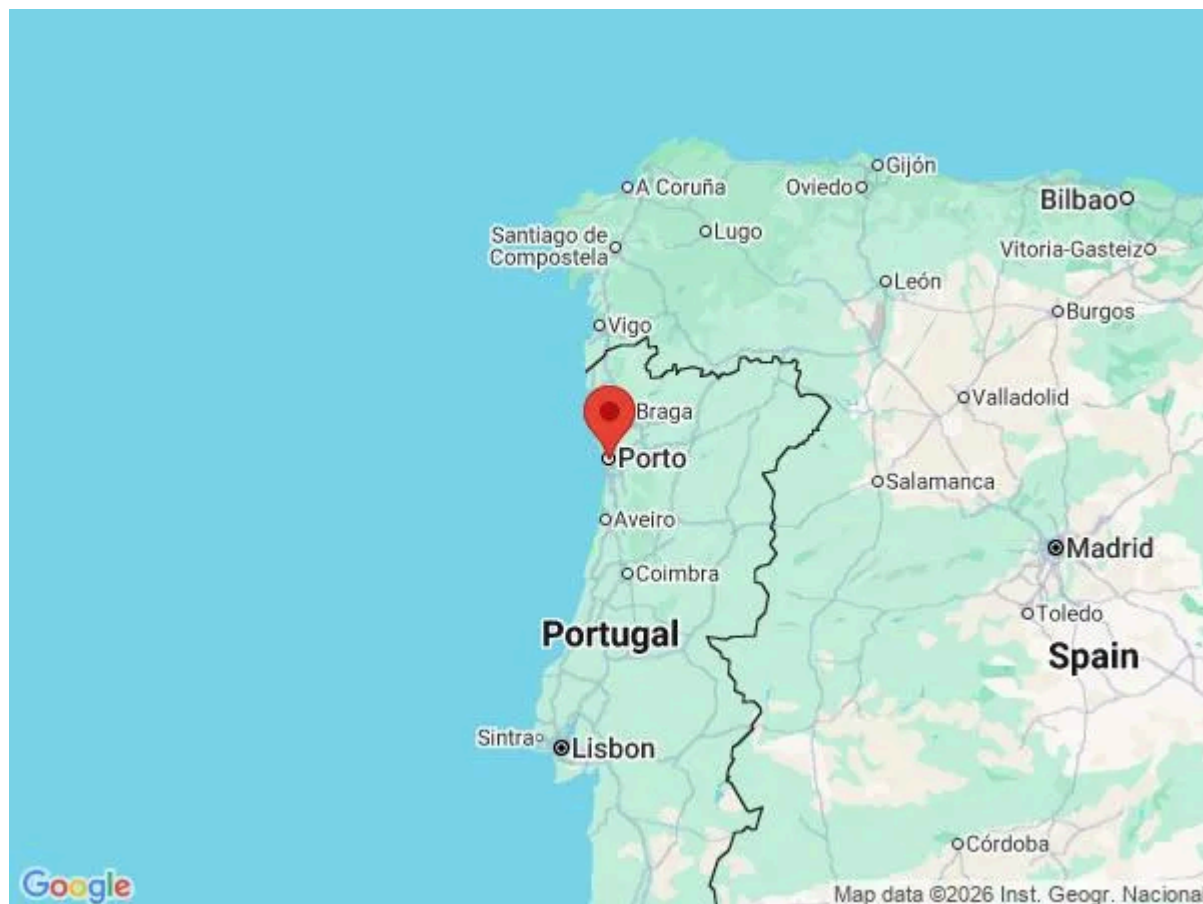 A Coruña
Gijón
Oviedo
Bilbao
Santiago de
Compostela
Lugo
Vitoria-Gasteiz
León
Vigo
Burgos
Braga
Valladolid
Porto
Salamanca
Aveiro
Madrid
Coimbra
Toledo
Portugal
Spain
Sintra
Lisbon
Córdoba
Google
Map data ©2026 Inst. Geogr. Nacional